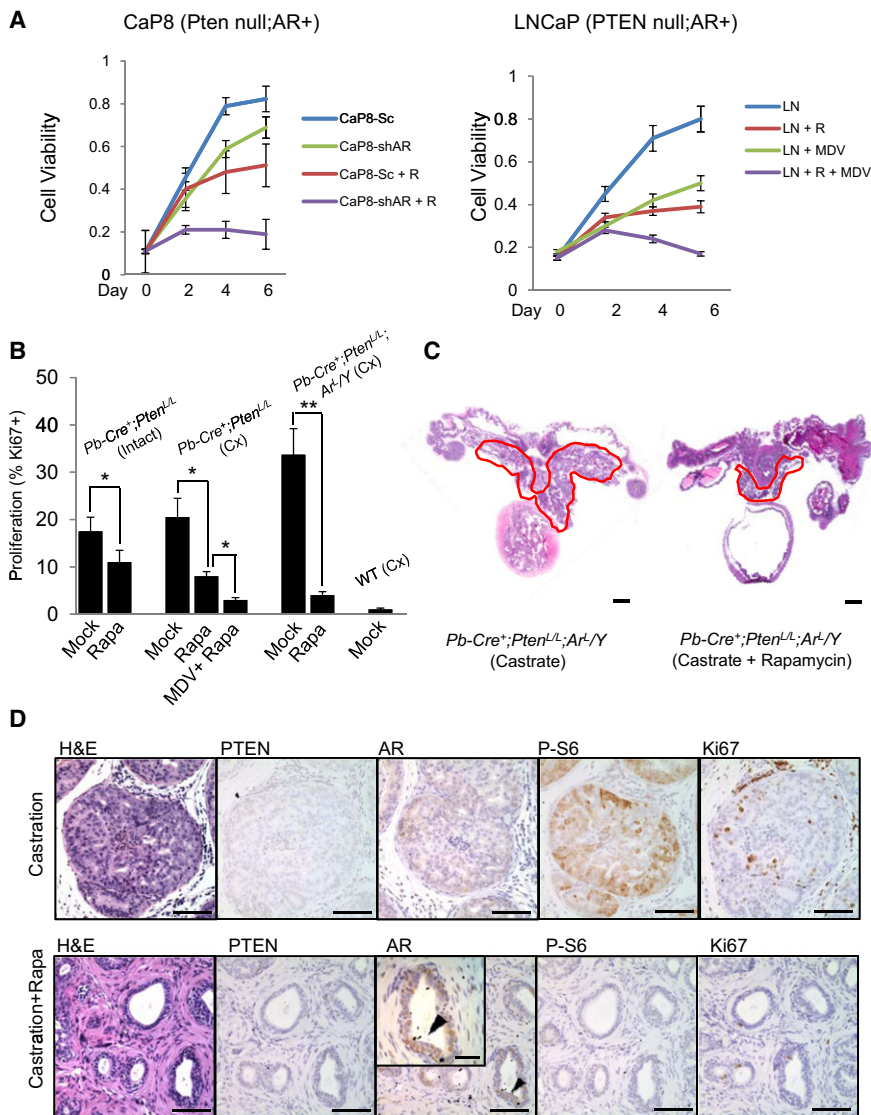 A
CaP8 (Pten null;AR+)
LNCaP (PTEN null;AR+)
Cell Viability
1
0.8
0.6
0.4
0.2
0
Day 0 2 4 6
CaP8-Sc
CaP8-shAR
CaP8-Sc + R
CaP8-shAR + R
Cell Viability
1
0.8
0.6
0.4
0.2
0
Day 0 2 4 6
LN
LN + R
LN + MDV
LN + R + MDV
B
Proliferation (% Ki67+)
50
40
30
20
10
0
Pb-Cre+;PtenL/L
(Intact)
Pb-Cre+;PtenL/L
(Cx)
Pb-Cre+;PtenL/L;
ArL/Y (Cx)
WT (Cx)
*
*
*
**
Mock
Rapa
Mock
Rapa
MDV+ Rapa
Mock
Rapa
Mock
C
Pb-Cre+;PtenL/L;ArL/Y
(Castrate)
Pb-Cre+;PtenL/L;ArL/Y
(Castrate + Rapamycin)
D
H&E PTEN AR P-S6 Ki67
Castration
H&E PTEN AR P-S6 Ki67
Castration+Rapa